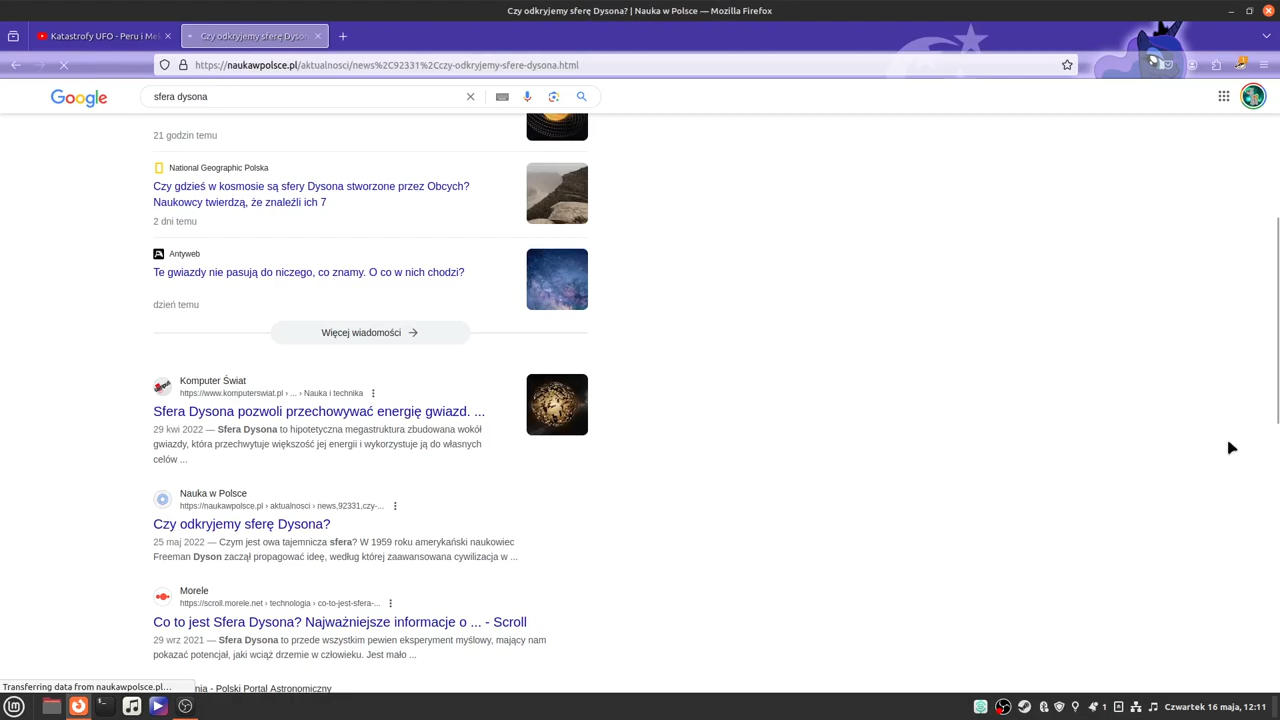 Czy odkryjemy sferę Dysona? | Nauka w Polsce — Mozilla Firefox
Katastrofy UFO - Peru i Mek
Czy odkryjemy sferę Dyson
https://naukawpolsce.pl/aktualnosci/news%2C92331%2Cczy-odkryjemy-sfere-dysona.html
Google
sfera dysona
21 godzin temu
National Geographic Polska
Czy gdzieś w kosmosie są sfery Dysona stworzone przez Obcych?
Naukowcy twierdzą, że znaleźli ich 7
2 dni temu
Antyweb
Te gwiazdy nie pasują do niczego, co znamy. O co w nich chodzi?
dzień temu
Więcej wiadomości
Komputer Świat
https://www.komputerswiat.pl › ... › Nauka i technika
Sfera Dysona pozwoli przechowywać energię gwiazd. ...
29 kwi 2022 — Sfera Dysona to hipotetyczna megastruktura zbudowana wokół
gwiazdy, która przechwytuje większość jej energii i wykorzystuje ją do własnych
celów ...
Nauka w Polsce
https://naukawpolsce.pl › aktualnosci › news,92331,czy-...
Czy odkryjemy sferę Dysona?
25 maj 2022 — Czym jest owa tajemnicza sfera? W 1959 roku amerykański naukowiec
Freeman Dyson zaczął propagować ideę, według której zaawansowana cywilizacja w ...
Morele
https://scroll.morele.net › technologia › co-to-jest-sfera-...
Co to jest Sfera Dysona? Najważniejsze informacje o ... - Scroll
29 wrz 2021 — Sfera Dysona to przede wszystkim pewien eksperyment myślowy, mający nam
pokazać potencjał, jaki wciąż drzemie w człowieku. Jest mało ...
Transferring data from naukawpolsce.pl…
nia - Polski Portal Astronomiczny
1
Czwartek 16 maja, 12:11